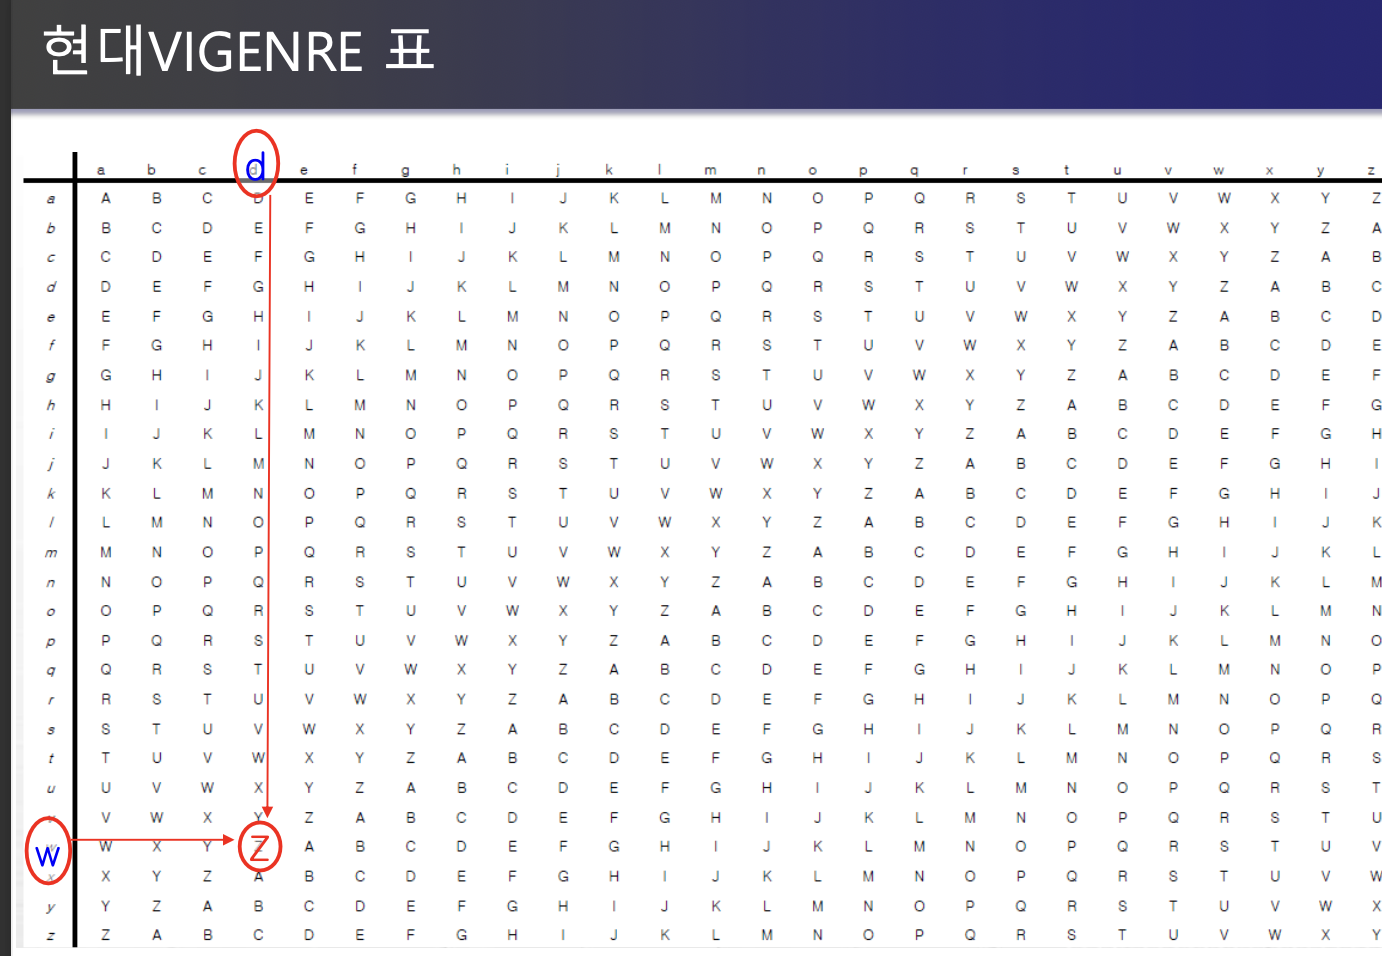 현대VIGENRE 표
a b c d e f g h i j k l m n o p q r s t u v w x y z
a A B C D E F G H I J K L M N O P Q R S T U V W X Y Z
b B C D E F G H I J K L M N O P Q R S T U V W X Y Z A
c C D E F G H I J K L M N O P Q R S T U V W X Y Z A B
d D E F G H I J K L M N O P Q R S T U V W X Y Z A B C
e E F G H I J K L M N O P Q R S T U V W X Y Z A B C D
f F G H I J K L M N O P Q R S T U V W X Y Z A B C D E
g G H I J K L M N O P Q R S T U V W X Y Z A B C D E F
h H I J K L M N O P Q R S T U V W X Y Z A B C D E F G
i I J K L M N O P Q R S T U V W X Y Z A B C D E F G H
j J K L M N O P Q R S T U V W X Y Z A B C D E F G H I
k K L M N O P Q R S T U V W X Y Z A B C D E F G H I J
l L M N O P Q R S T U V W X Y Z A B C D E F G H I J K
m M N O P Q R S T U V W X Y Z A B C D E F G H I J K L
n N O P Q R S T U V W X Y Z A B C D E F G H I J K L M
o O P Q R S T U V W X Y Z A B C D E F G H I J K L M N
p P Q R S T U V W X Y Z A B C D E F G H I J K L M N O
q Q R S T U V W X Y Z A B C D E F G H I J K L M N O P
r R S T U V W X Y Z A B C D E F G H I J K L M N O P Q
s S T U V W X Y Z A B C D E F G H I J K L M N O P Q R
t T U V W X Y Z A B C D E F G H I J K L M N O P Q R S
u U V W X Y Z A B C D E F G H I J K L M N O P Q R S T
v V W X Y Z A B C D E F G H I J K L M N O P Q R S T U
w W X Y Z A B C D E F G H I J K L M N O P Q R S T U V
x X Y Z A B C D E F G H I J K L M N O P Q R S T U V W
y Y Z A B C D E F G H I J K L M N O P Q R S T U V W X
z Z A B C D E F G H I J K L M N O P Q R S T U V W X Y